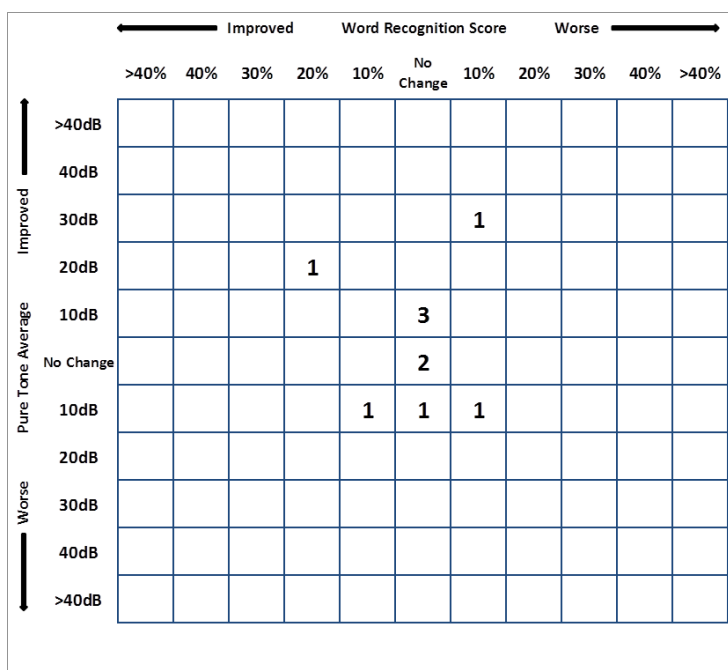 Improved Word Recognition Score Worse
>40% 40% 30% 20% 10% No Change 10% 20% 30% 40% >40%
Improved
Pure Tone Average
Worse
>40dB
40dB
30dB 1
20dB 1
10dB 3
No Change 2
10dB 1 1 1
20dB
30dB
40dB
>40dB